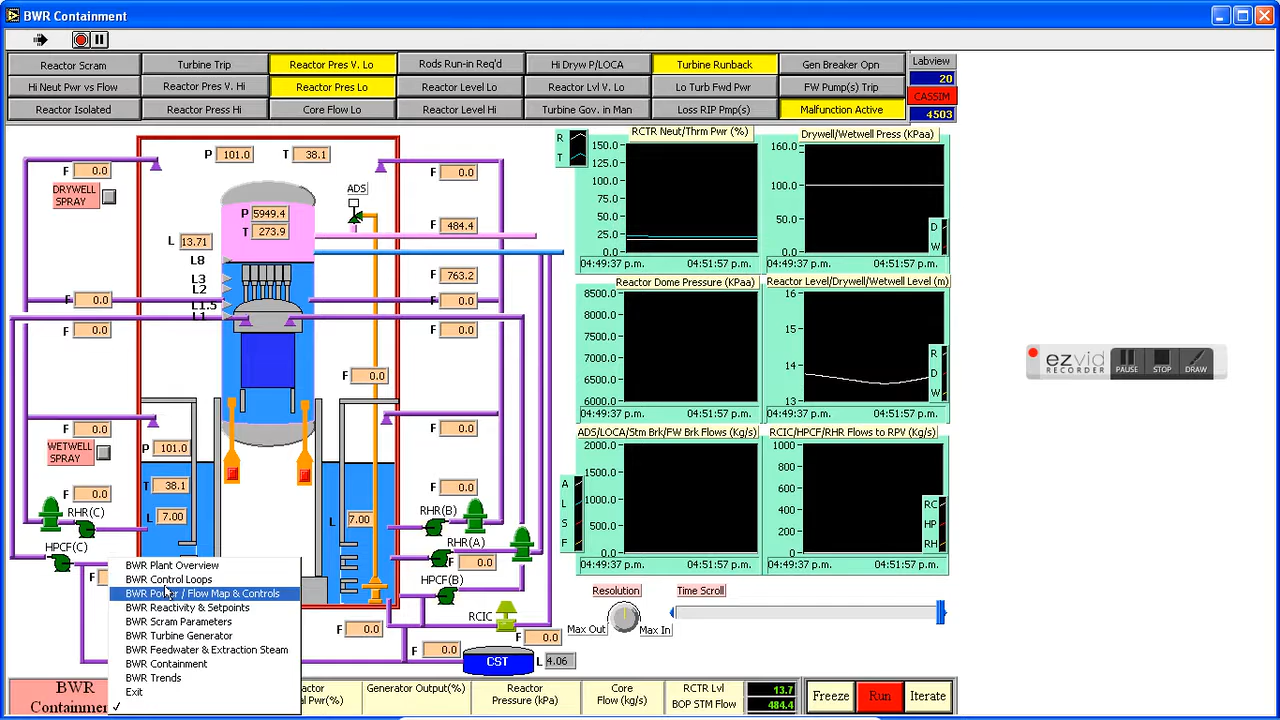 BWR Containment
Reactor Scram
Turbine Trip
Reactor Pres V. Lo
Rods Run-in Req'd
Hi Dryw P/LOCA
Turbine Runback
Gen Breaker Opn
Labview
20
Hi Neut Pwr vs Flow
Reactor Pres V. Hi
Reactor Pres Lo
Reactor Level Lo
Reactor Lvl V. Lo
Lo Turb Fwd Pwr
FW Pump(s) Trip
CASSIM
Reactor Isolated
Reactor Press Hi
Core Flow Lo
Reactor Level Hi
Turbine Gov. in Man
Loss RIP Pmp(s)
Malfunction Active
4503
P 101.0 T 38.1
F 0.0
DRYWELL
SPRAY
F 0.0
ADS
P 5949.4
T 273.9
F 484.4
L 13.71
L8
L3
L2
L1.5
L1
F 763.2
F 0.0
F 0.0
F 0.0
F 0.0
F 0.0
F 0.0
F 0.0
WETWELL
SPRAY
P 101.0
T 38.1
L 7.00
L 7.00
F 0.0
F 0.0
RHR(C)
HPCF(C)
F
RHR(B)
RHR(A)
F 0.0
HPCF(B)
RCIC
F 0.0
F 0.0
F 0.0
CST
L 4.06
RCTR Neut/Thrm Pwr (%)
R
T
150.0
125.0
100.0
75.0
50.0
25.0
0.0
04:49:37 p.m. 04:51:57 p.m.
Drywell/Wetwell Press (KPaa)
160.0
100.0
50.0
0.0
D
W
04:49:37 p.m. 04:51:57 p.m.
Reactor Dome Pressure (KPaa)
8500.0
8000.0
7500.0
7000.0
6500.0
6000.0
04:49:37 p.m. 04:51:57 p.m.
Reactor Level/Drywell/Wetwell Level (m)
16
15
14
13
R
D
W
04:49:37 p.m. 04:51:57 p.m.
ADS/LOCA/Stm Brk/FW Brk Flows (Kg/s)
2000.0
1500.0
1000.0
500.0
0.0
A
L
S
F
04:49:37 p.m. 04:51:57 p.m.
RCIC/HPCF/RHR Flows to RPV (Kg/s)
1000
800
600
400
200
0
RC
HP
RH
04:49:37 p.m. 04:51:57 p.m.
Resolution
Max Out
Max In
Time Scroll
ezvid
RECORDER
PAUSE
STOP
DRAW
BWR Plant Overview
BWR Control Loops
BWR Power / Flow Map & Controls
BWR Reactivity & Setpoints
BWR Scram Parameters
BWR Turbine Generator
BWR Feedwater & Extraction Steam
BWR Containment
BWR Trends
Exit
BWR
Containment
Generator Output(%)
Reactor
Pressure (kPa)
Core
Flow (kg/s)
RCTR Lvl
BOP STM Flow
13.7
484.4
Freeze
Run
Iterate